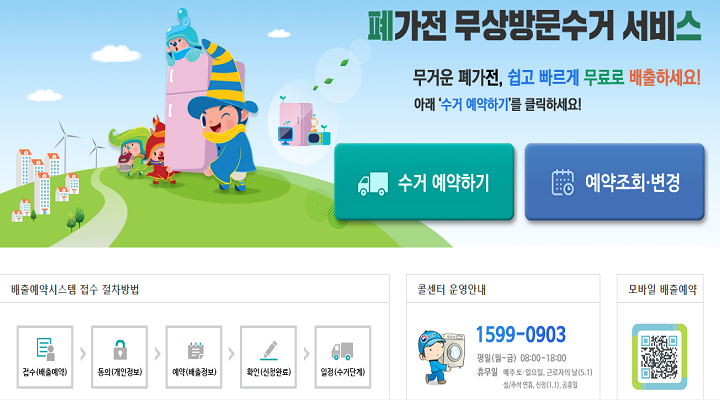 폐가전 무상방문수거 서비스
무거운 폐가전, 쉽고 빠르게 무료로 배출하세요!
아래 '수거 예약하기'를 클릭하세요!
수거 예약하기
예약조회·변경
배출예약시스템 접수 절차방법
접수(배출예약)
동의(개인정보)
예약(배출정보)
확인(신청완료)
일정(수거단계)
콜센터 운영안내
1599-0903
평일(월~금) 08:00~18:00
휴무일 매주 토·일요일, 근로자의 날(5.1)
설/추석 연휴, 신정(1.1), 공휴일
모바일 배출예약